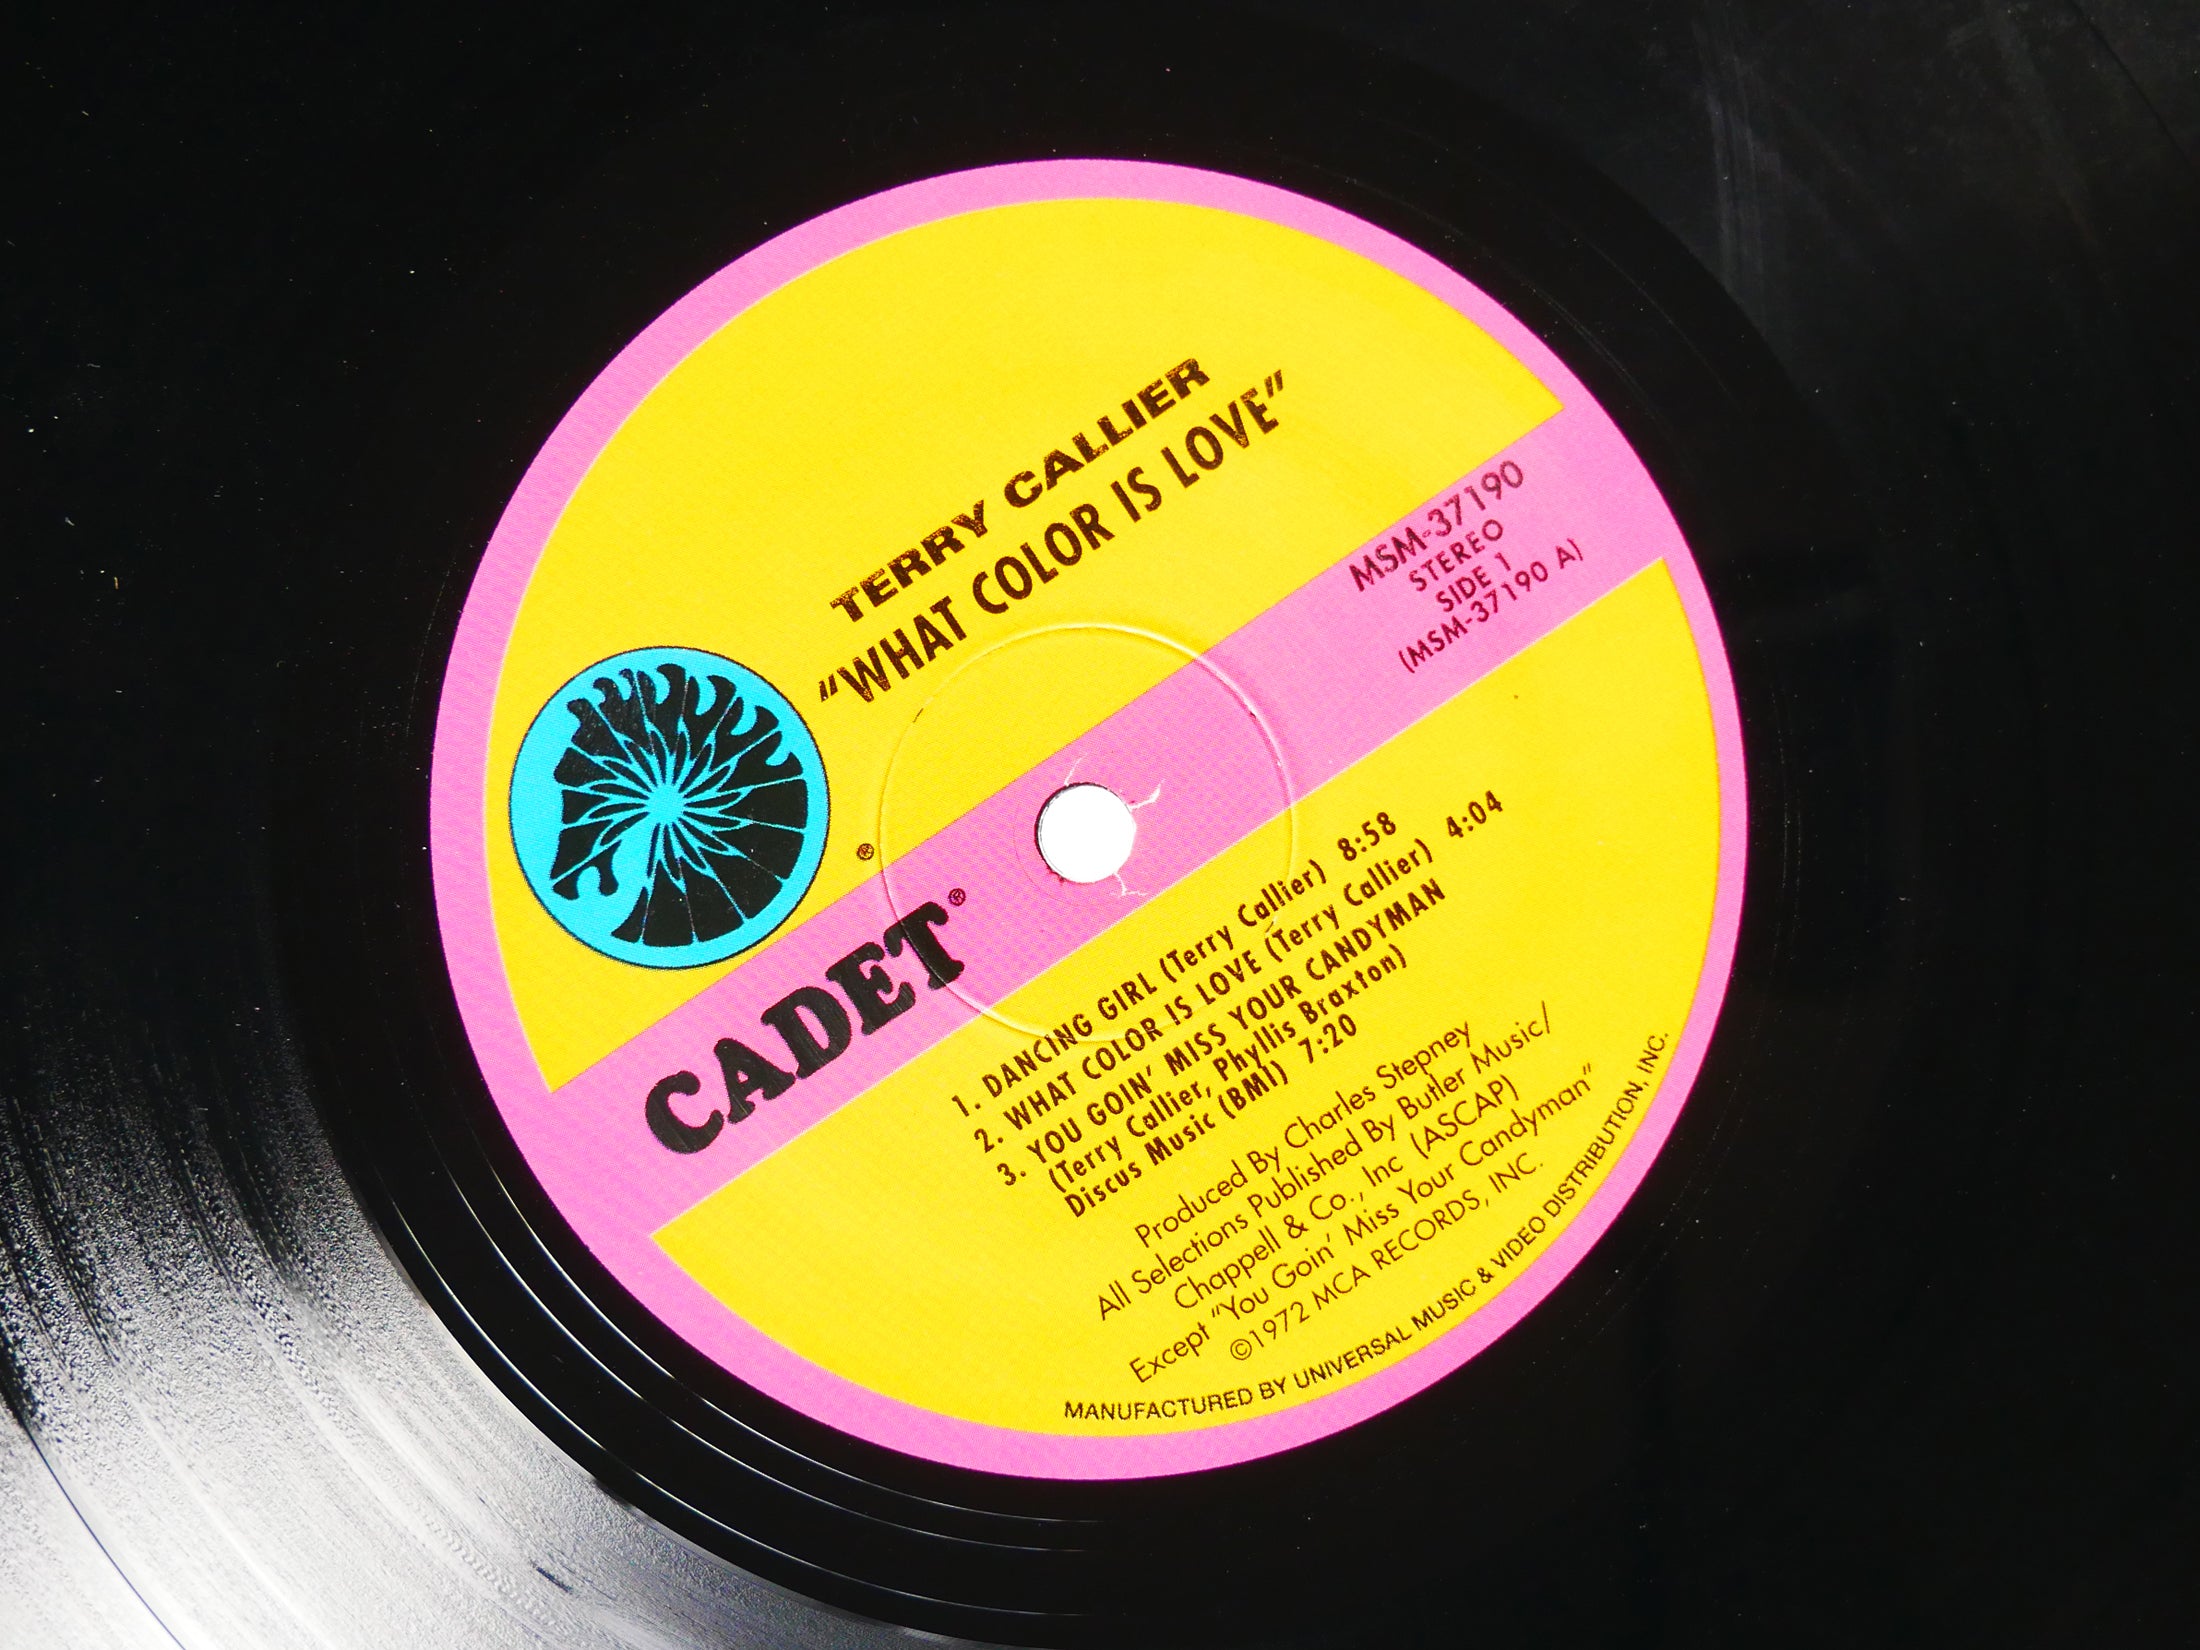 TERRY CALLIER
"WHAT COLOR IS LOVE"
MSM-37190
STEREO
SIDE 1
(MSM-37190 A)
®
CADET®
1. DANCING GIRL (Terry Callier) 8:58
2. WHAT COLOR IS LOVE (Terry Callier) 4:04
3. YOU GOIN' MISS YOUR CANDYMAN
(Terry Callier, Phyllis Braxton)
Discus Music (BMI) 7:20
Produced By Charles Stepney
All Selections Published By Butler Music/
Chappell & Co., Inc (ASCAP)
Except "You Goin' Miss Your Candyman"
©1972 MCA RECORDS, INC.
MANUFACTURED BY UNIVERSAL MUSIC & VIDEO DISTRIBUTION, INC.